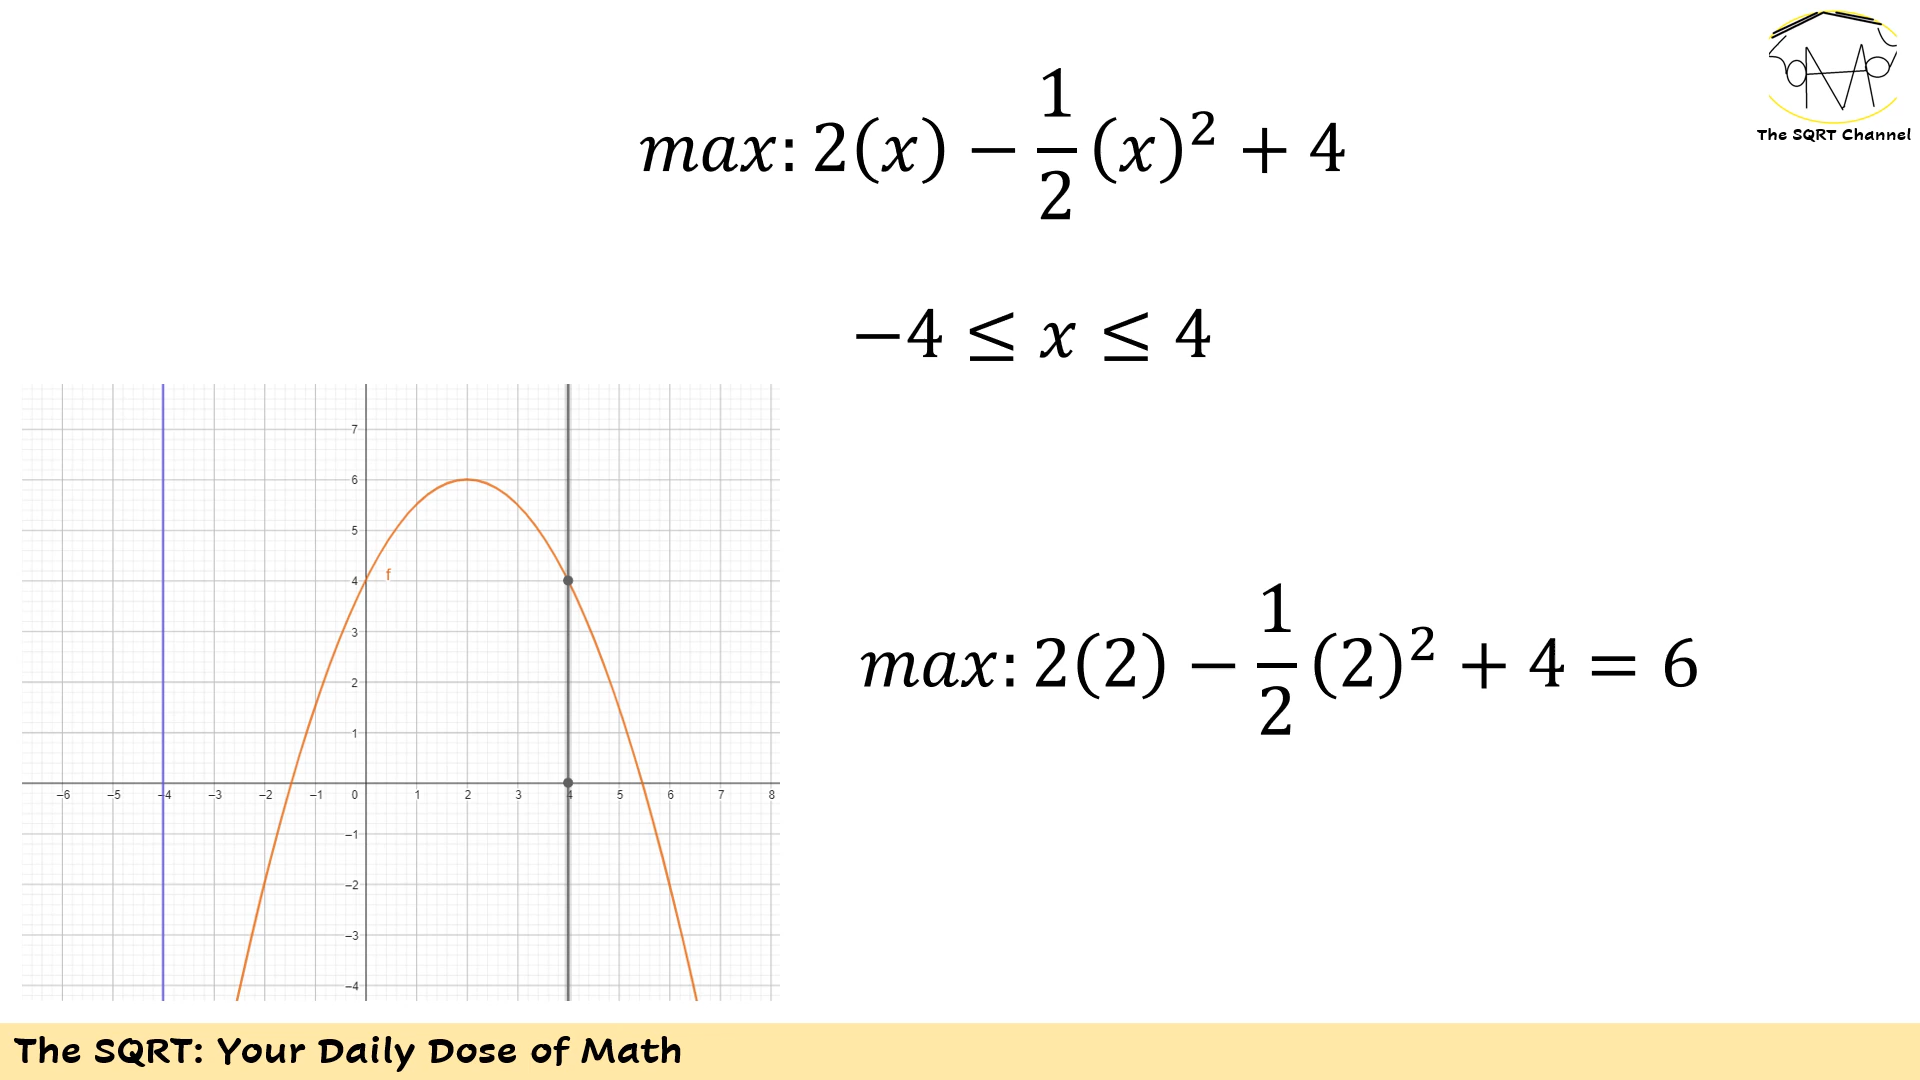 max: 2(x) − 1/2 (x)² + 4
The SQRT Channel
−4 ≤ x ≤ 4
7
6
5
f
4
3
2
1
−6 −5 −4 −3 −2 −1 0 1 2 3 4 5 6 7 8
−1
−2
−3
−4
max: 2(2) − 1/2 (2)² + 4 = 6
The SQRT: Your Daily Dose of Math